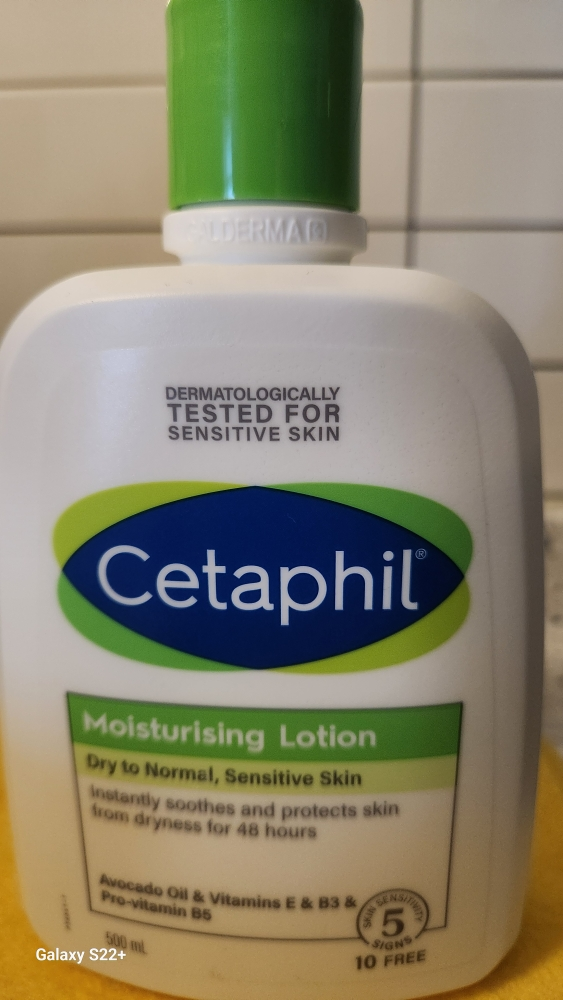 GALDERMA
DERMATOLOGICALLY
TESTED FOR
SENSITIVE SKIN
Cetaphil®
Moisturising Lotion
Dry to Normal, Sensitive Skin
Instantly soothes and protects skin
from dryness for 48 hours
Avocado Oil & Vitamins E & B3 &
Pro-vitamin B5
SKIN SENSITIVITY
5
SIGNS
500 mL
10 FREE
Galaxy S22+